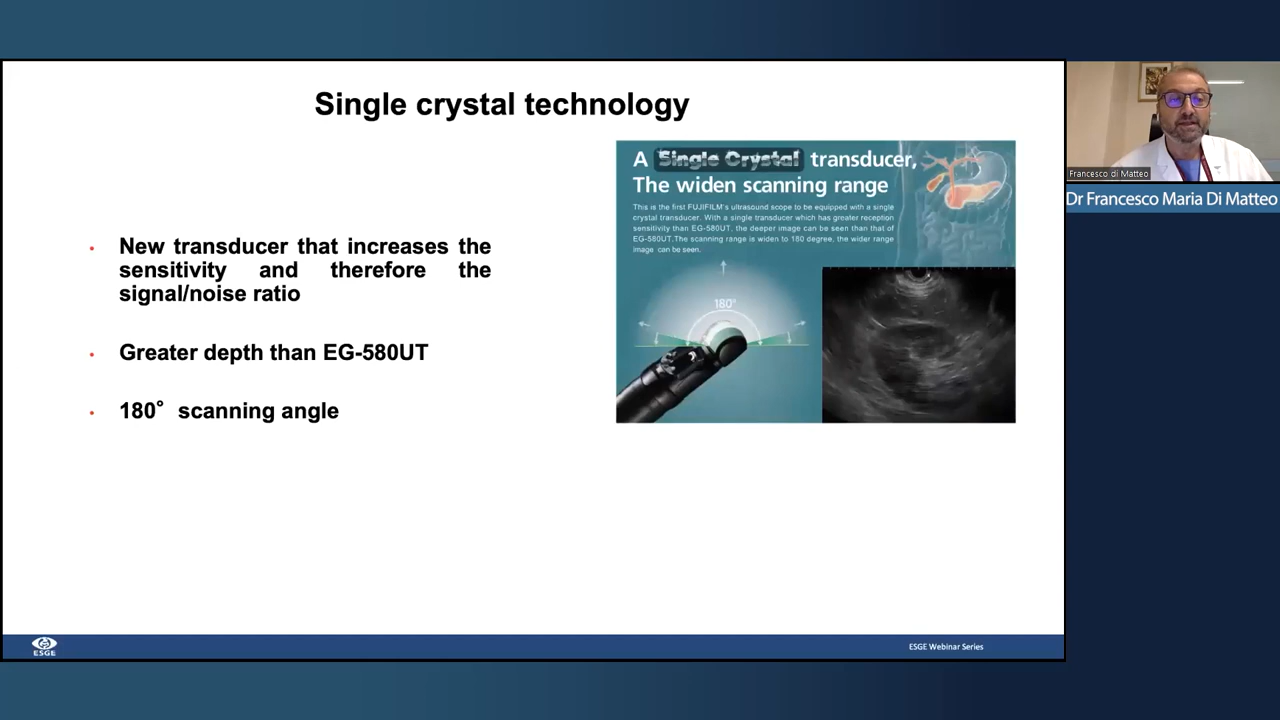 Single crystal technology
A Single Crystal transducer,
The widen scanning range
This is the first FUJIFILM's ultrasound scope to be equipped with a single
crystal transducer. With a single transducer which has greater reception
sensitivity than EG-580UT, the deeper image can be seen than that of
EG-580UT.The scanning range is widen to 180 degree, the wider range
image can be seen.
180°
• New transducer that increases the
sensitivity and therefore the
signal/noise ratio
• Greater depth than EG-580UT
• 180° scanning angle
ESGE
ESGE Webinar Series
Francesco di Matteo
Dr Francesco Maria Di Matteo